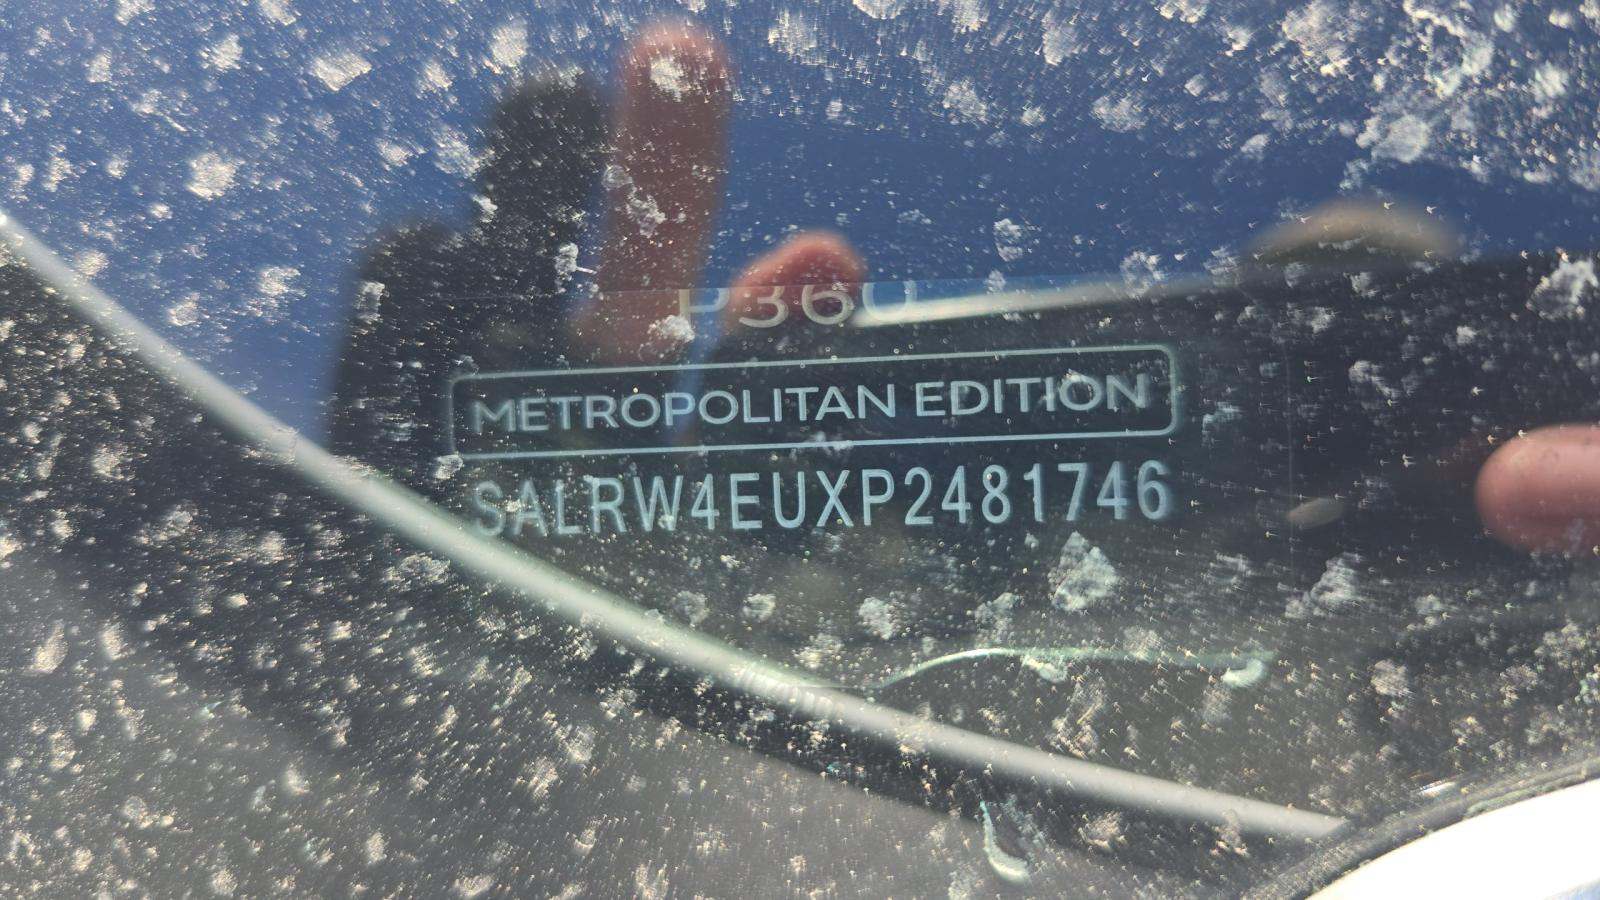 P360
METROPOLITAN EDITION
SALRW4EUXP2481746